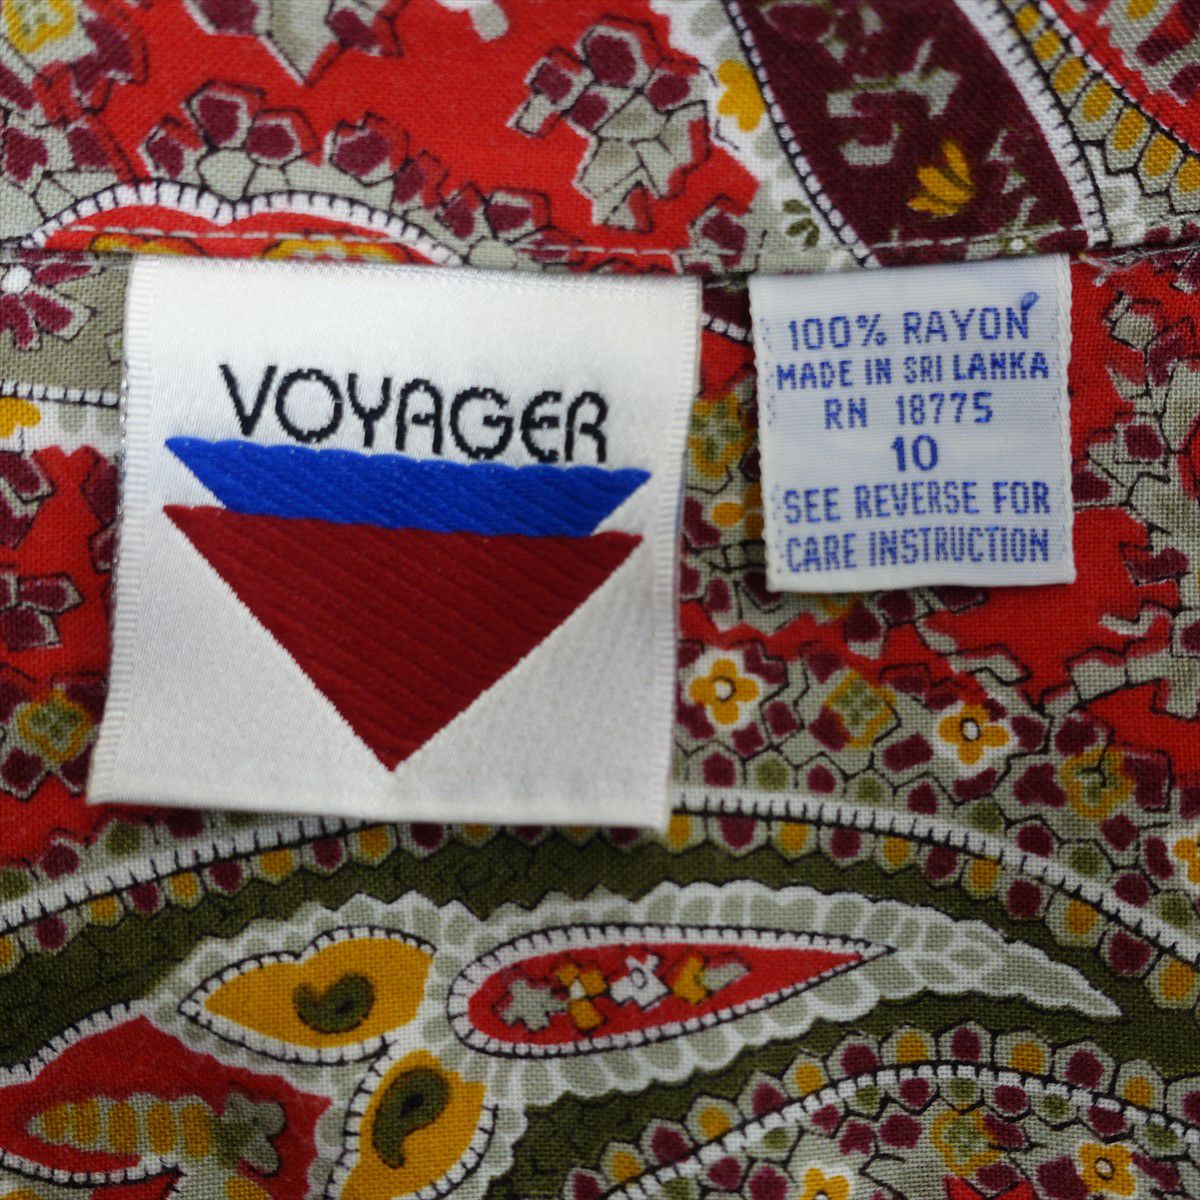 VOYAGER
100% RAYON
MADE IN SRI LANKA
RN 18775
10
SEE REVERSE FOR
CARE INSTRUCTION